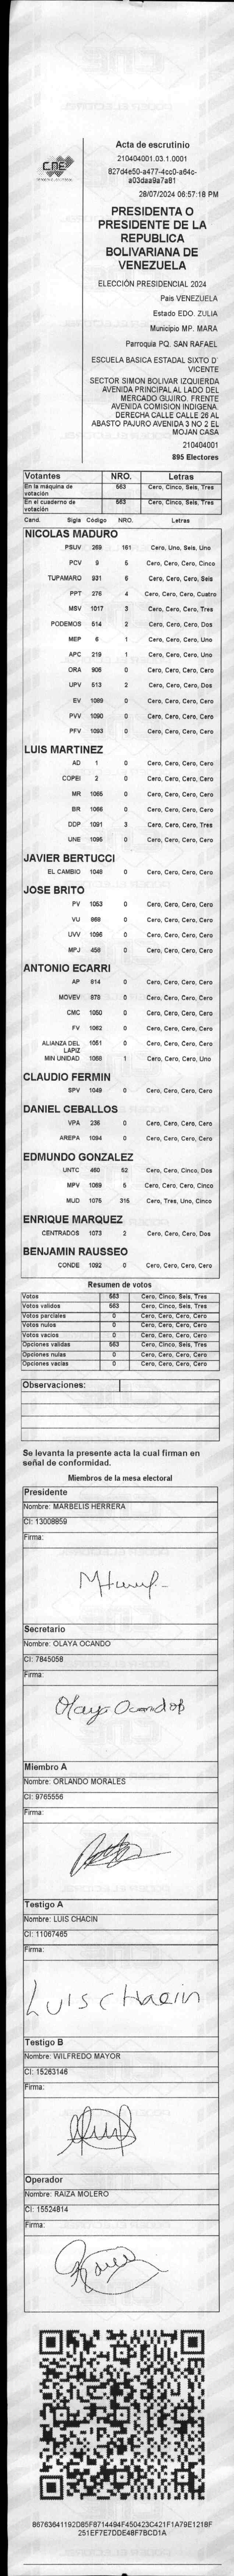 CNE
Acta de escrutinio
210404001.03.1.0001
827d4e50-a477-4cc0-a64c-
a03daa9a7a81
28/07/2024 06:57:18 PM
PRESIDENTA O
PRESIDENTE DE LA
REPUBLICA
BOLIVARIANA DE
VENEZUELA
ELECCIÓN PRESIDENCIAL 2024
País VENEZUELA
Estado EDO. ZULIA
Municipio MP. MARA
Parroquia PQ. SAN RAFAEL
ESCUELA BASICA ESTADAL SIXTO D'
VICENTE
SECTOR SIMON BOLIVAR IZQUIERDA
AVENIDA PRINCIPAL AL LADO DEL
MERCADO GUIRO. FRENTE
AVENIDA COMISION INDIGENA.
DERECHA CALLE CALLE 26 AL
ABASTO PAJURO AVENIDA 3 NO 2 EL
MOJAN CASA
210404001
895 Electores
Votantes NRO. Letras
En la máquina de votación 563 Cero, Cinco, Seis, Tres
En el cuaderno de votación 563 Cero, Cinco, Seis, Tres
Cand. Sigla Código NRO. Letras
NICOLAS MADURO
PSUV 269 161 Cero, Uno, Seis, Uno
PCV 9 5 Cero, Cero, Cero, Cinco
TUPAMARO 931 6 Cero, Cero, Cero, Seis
PPT 276 4 Cero, Cero, Cero, Cuatro
MSV 1017 3 Cero, Cero, Cero, Tres
PODEMOS 514 2 Cero, Cero, Cero, Dos
MEP 6 1 Cero, Cero, Cero, Uno
APC 219 1 Cero, Cero, Cero, Uno
ORA 906 0 Cero, Cero, Cero, Cero
UPV 513 2 Cero, Cero, Cero, Dos
EV 1089 0 Cero, Cero, Cero, Cero
PVV 1090 0 Cero, Cero, Cero, Cero
PFV 1093 0 Cero, Cero, Cero, Cero
LUIS MARTINEZ
AD 1 0 Cero, Cero, Cero, Cero
COPEI 2 0 Cero, Cero, Cero, Cero
MR 1065 0 Cero, Cero, Cero, Cero
BR 1066 0 Cero, Cero, Cero, Cero
DDP 1091 3 Cero, Cero, Cero, Tres
UNE 1095 0 Cero, Cero, Cero, Cero
JAVIER BERTUCCI
EL CAMBIO 1048 0 Cero, Cero, Cero, Cero
JOSE BRITO
PV 1053 0 Cero, Cero, Cero, Cero
VU 868 0 Cero, Cero, Cero, Cero
UVV 1096 0 Cero, Cero, Cero, Cero
MPJ 458 0 Cero, Cero, Cero, Cero
ANTONIO ECARRI
AP 814 0 Cero, Cero, Cero, Cero
MOVEV 878 0 Cero, Cero, Cero, Cero
CMC 1050 0 Cero, Cero, Cero, Cero
FV 1062 0 Cero, Cero, Cero, Cero
ALIANZA DEL LAPIZ 1051 0 Cero, Cero, Cero, Cero
MIN UNIDAD 1068 1 Cero, Cero, Cero, Uno
CLAUDIO FERMIN
SPV 1049 0 Cero, Cero, Cero, Cero
DANIEL CEBALLOS
VPA 236 0 Cero, Cero, Cero, Cero
AREPA 1094 0 Cero, Cero, Cero, Cero
EDMUNDO GONZALEZ
UNTC 460 52 Cero, Cero, Cinco, Dos
MPV 1069 5 Cero, Cero, Cero, Cinco
MUD 1075 315 Cero, Tres, Uno, Cinco
ENRIQUE MARQUEZ
CENTRADOS 1073 2 Cero, Cero, Cero, Dos
BENJAMIN RAUSSEO
CONDE 1092 0 Cero, Cero, Cero, Cero
Resumen de votos
Votos 563 Cero, Cinco, Seis, Tres
Votos validos 563 Cero, Cinco, Seis, Tres
Votos parciales 0 Cero, Cero, Cero, Cero
Votos nulos 0 Cero, Cero, Cero, Cero
Votos vacios 0 Cero, Cero, Cero, Cero
Opciones validas 563 Cero, Cinco, Seis, Tres
Opciones nulas 0 Cero, Cero, Cero, Cero
Opciones vacias 0 Cero, Cero, Cero, Cero
Observaciones:
Se levanta la presente acta la cual firman en
señal de conformidad.
Miembros de la mesa electoral
Presidente
Nombre: MARBELIS HERRERA
CI: 13008859
Firma:
Secretario
Nombre: OLAYA OCANDO
CI: 7845058
Firma:
Olaya Ocando
Miembro A
Nombre: ORLANDO MORALES
CI: 9765556
Firma:
Testigo A
Nombre: LUIS CHACIN
CI: 11067465
Firma:
Luis chacin
Testigo B
Nombre: WILFREDO MAYOR
CI: 15263146
Firma:
Operador
Nombre: RAIZA MOLERO
CI: 15524814
Firma:
86763641192D85F8714494F450423C421F1A79E1218F
251EF7E7DDE48F7BCD1A